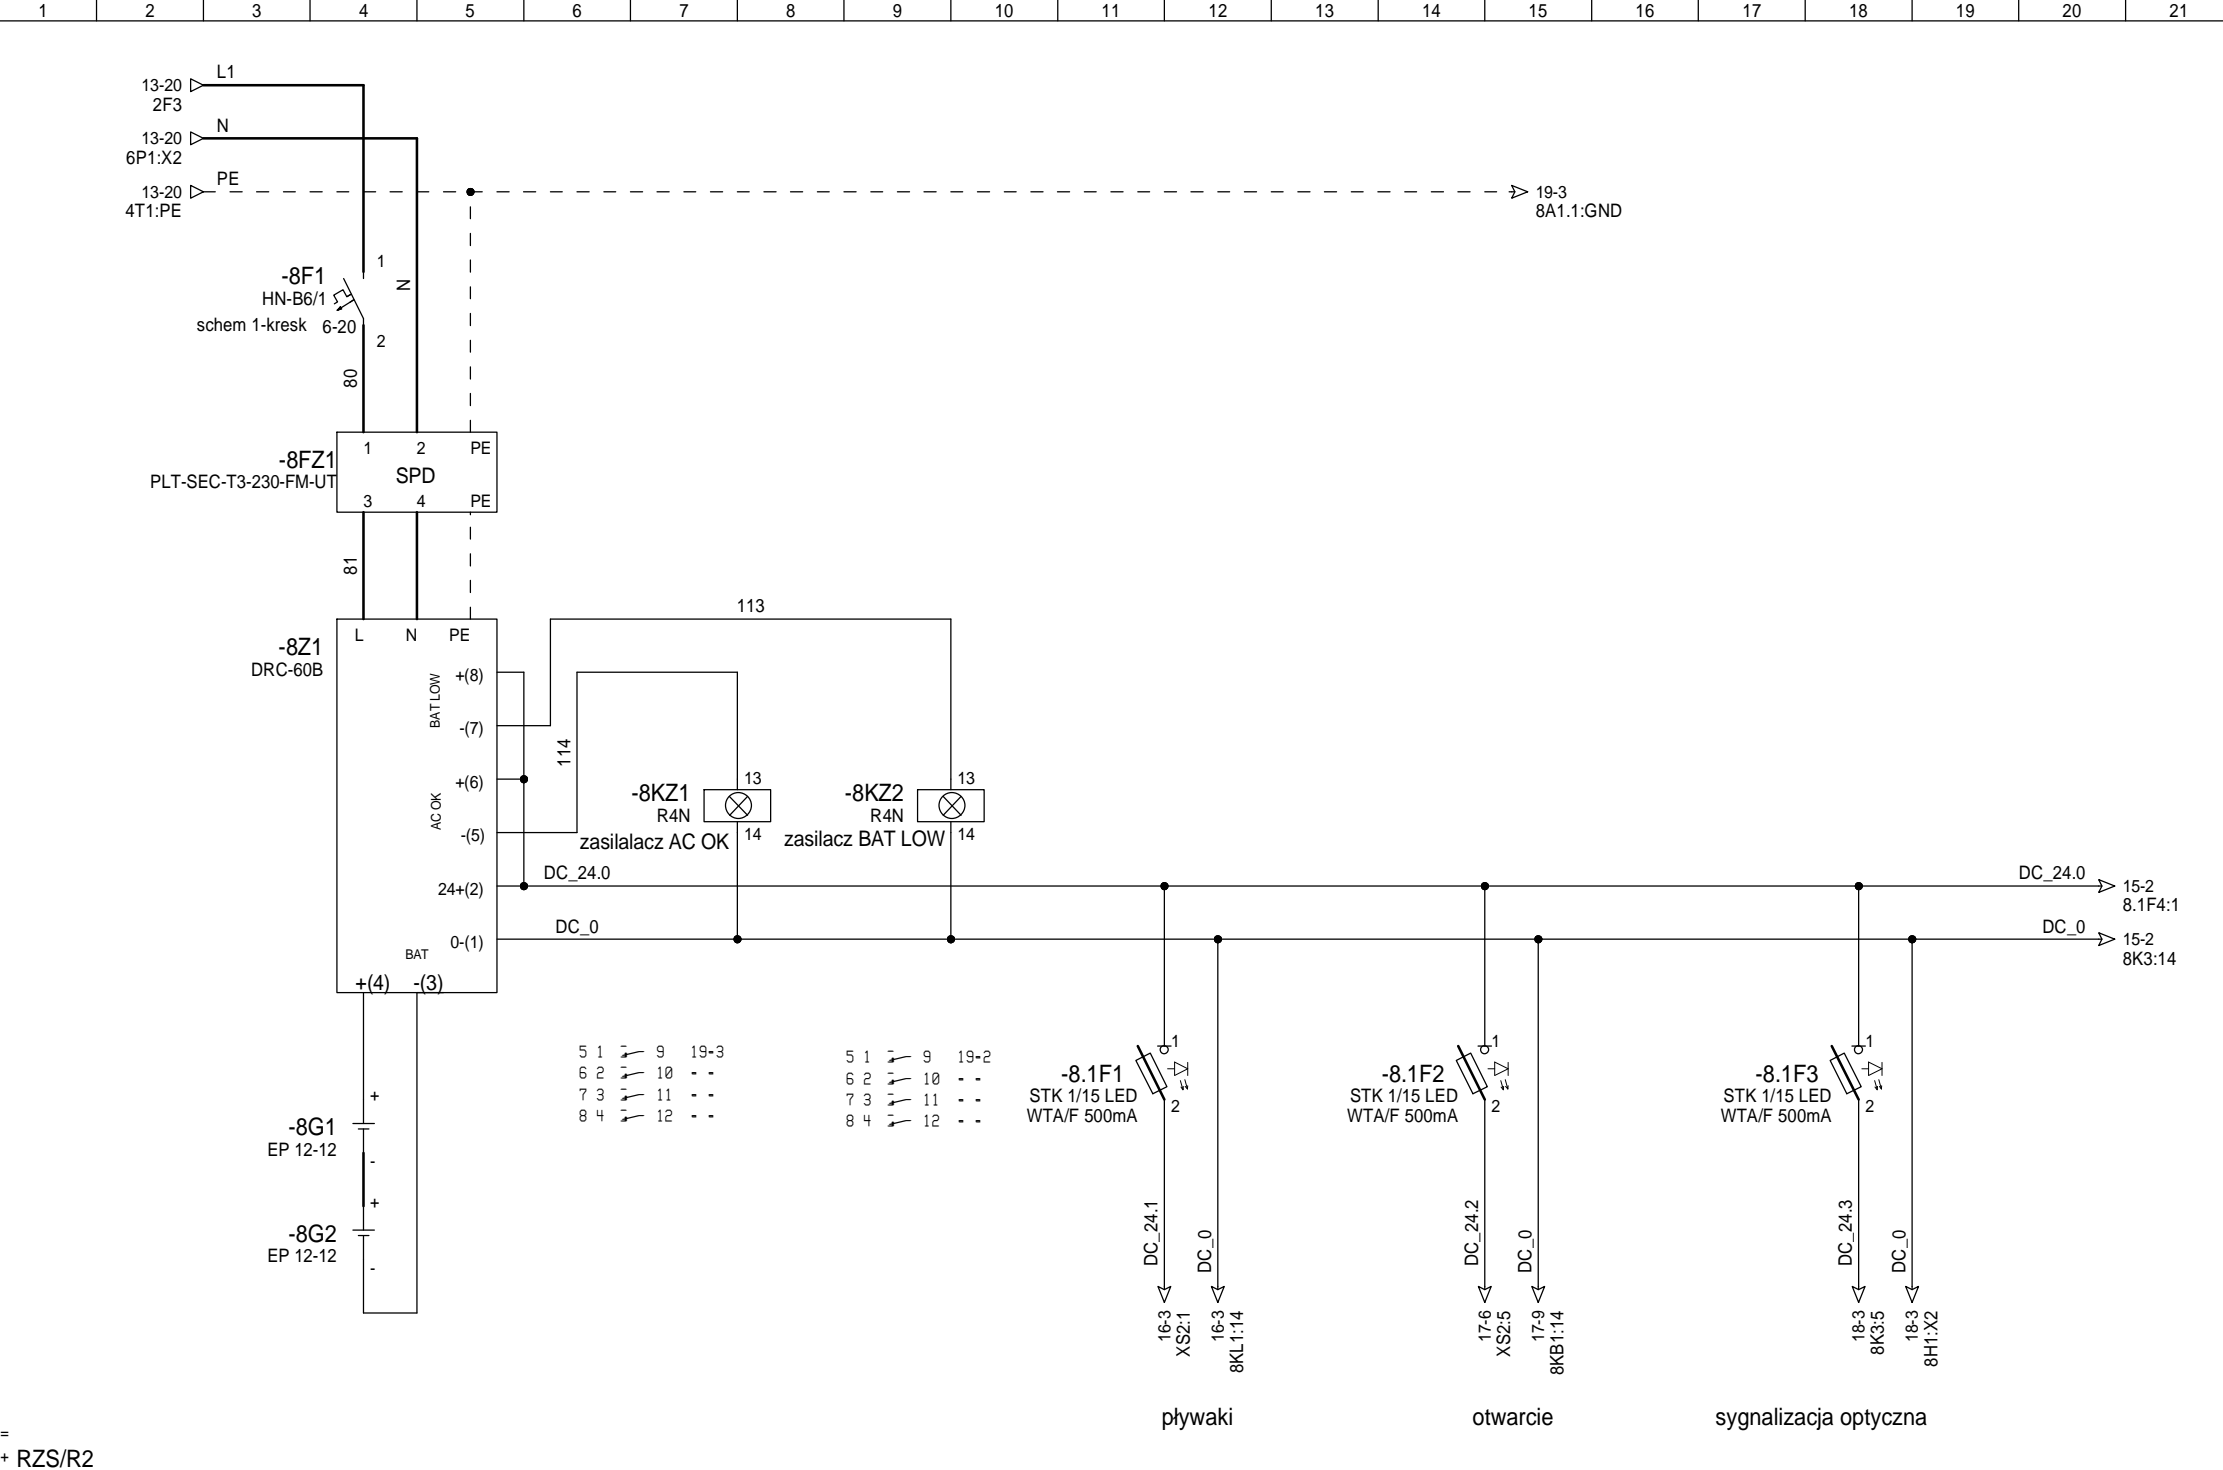 1 2 3 4 5 6 7 8 9 10 11 12 13 14 15 16 17 18 19 20 21
L1
13-20
2F3
N
13-20
6P1:X2
PE
13-20
4T1:PE
19-3
8A1.1:GND
-8F1
HN-B6/1
schem 1-kresk 6-20
1
2
N
80
-8FZ1
PLT-SEC-T3-230-FM-UT
1 2 PE
SPD
3 4 PE
81
113
-8Z1
DRC-60B
L N PE
BAT LOW
+(8)
-(7)
114
AC OK
+(6)
-(5)
24+(2)
0-(1)
BAT
+(4) -(3)
-8KZ1
R4N
zasilalacz AC OK
13
14
-8KZ2
R4N
zasilacz BAT LOW
13
14
DC_24.0
DC_0
DC_24.0
15-2
8.1F4:1
DC_0
15-2
8K3:14
5 1 9 19-3
6 2 10 - -
7 3 11 - -
8 4 12 - -
5 1 9 19-2
6 2 10 - -
7 3 11 - -
8 4 12 - -
+
-8G1
EP 12-12
-
+
-8G2
EP 12-12
-
-8.1F1
STK 1/15 LED
WTA/F 500mA
1
2
-8.1F2
STK 1/15 LED
WTA/F 500mA
1
2
-8.1F3
STK 1/15 LED
WTA/F 500mA
1
2
DC_24.1
DC_0
DC_24.2
DC_0
DC_24.3
DC_0
16-3
XS2:1
16-3
8KL1:14
17-6
XS2:5
17-9
8KB1:14
18-3
8K3:5
18-3
8H1:X2
pływaki
otwarcie
sygnalizacja optyczna
=
+ RZS/R2